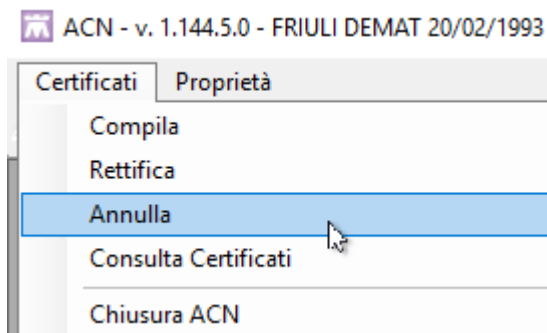 ACN - v. 1.144.5.0 - FRIULI DEMAT 20/02/1993
Certificati Proprietà
Compila
Rettifica
Annulla
Consulta Certificati
Chiusura ACN